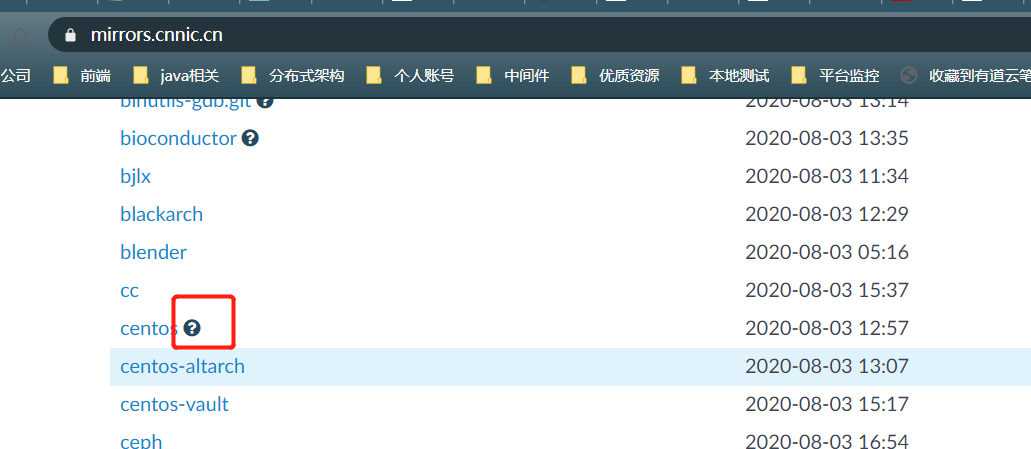 mirrors.cnnic.cn
公司 前端 java相关 分布式架构 个人账号 中间件 优质资源 本地测试 平台监控 收藏到有道云笔
binutils-gdb.git 2020-08-03 13:14
bioconductor 2020-08-03 13:35
bjlx 2020-08-03 11:34
blackarch 2020-08-03 12:29
blender 2020-08-03 05:16
cc 2020-08-03 15:37
centos 2020-08-03 12:57
centos-altarch 2020-08-03 13:07
centos-vault 2020-08-03 15:17
ceph 2020-08-03 16:54